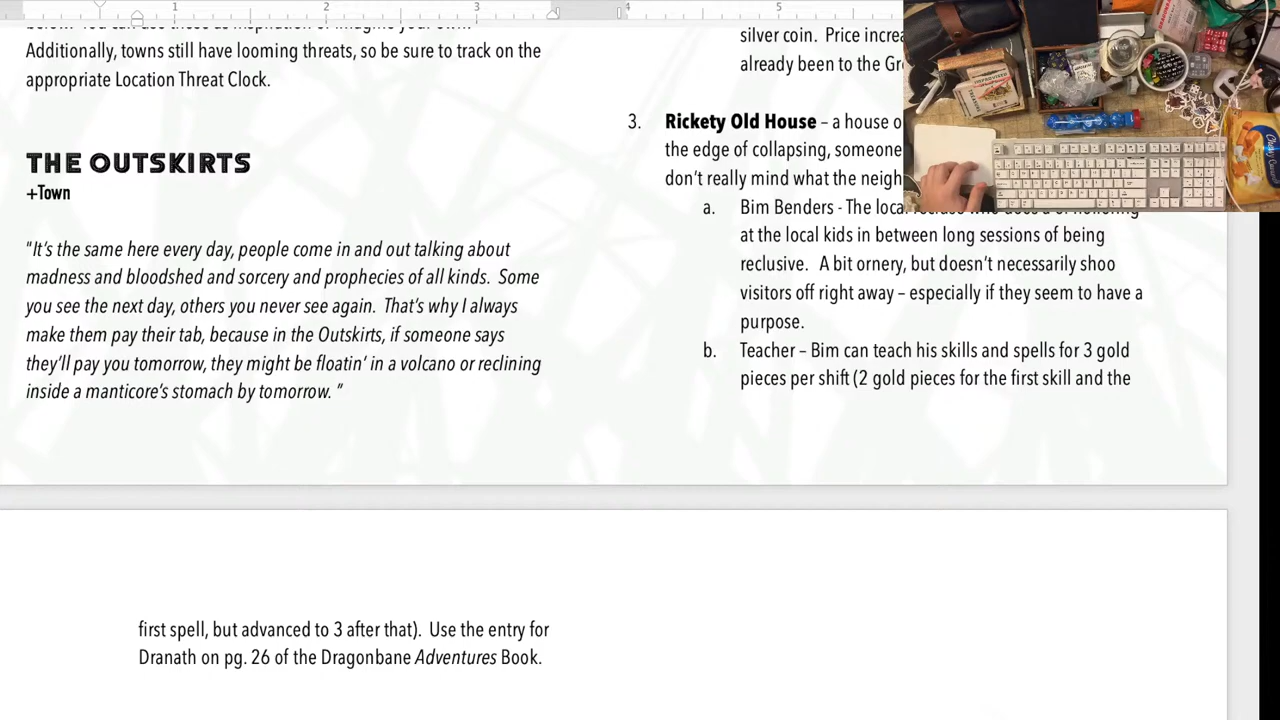 Additionally, towns still have looming threats, so be sure to track on the
appropriate Location Threat Clock.
THE OUTSKIRTS
+Town
"It's the same here every day, people come in and out talking about
madness and bloodshed and sorcery and prophecies of all kinds.  Some
you see the next day, others you never see again.  That's why I always
make them pay their tab, because in the Outskirts, if someone says
they'll pay you tomorrow, they might be floatin' in a volcano or reclining
inside a manticore's stomach by tomorrow. "
silver coin.  Price
already been to the
3. Rickety Old House – a house
the edge of collapsing, someone
don't really mind what the
a. Bim Benders - The local
at the local kids in between long sessions of being
reclusive.  A bit ornery, but doesn't necessarily shoo
visitors off right away – especially if they seem to have a
purpose.
b. Teacher – Bim can teach his skills and spells for 3 gold
pieces per shift (2 gold pieces for the first skill and the
first spell, but advanced to 3 after that).  Use the entry for
Dranath on pg. 26 of the Dragonbane Adventures Book.
1 2 3 4 5